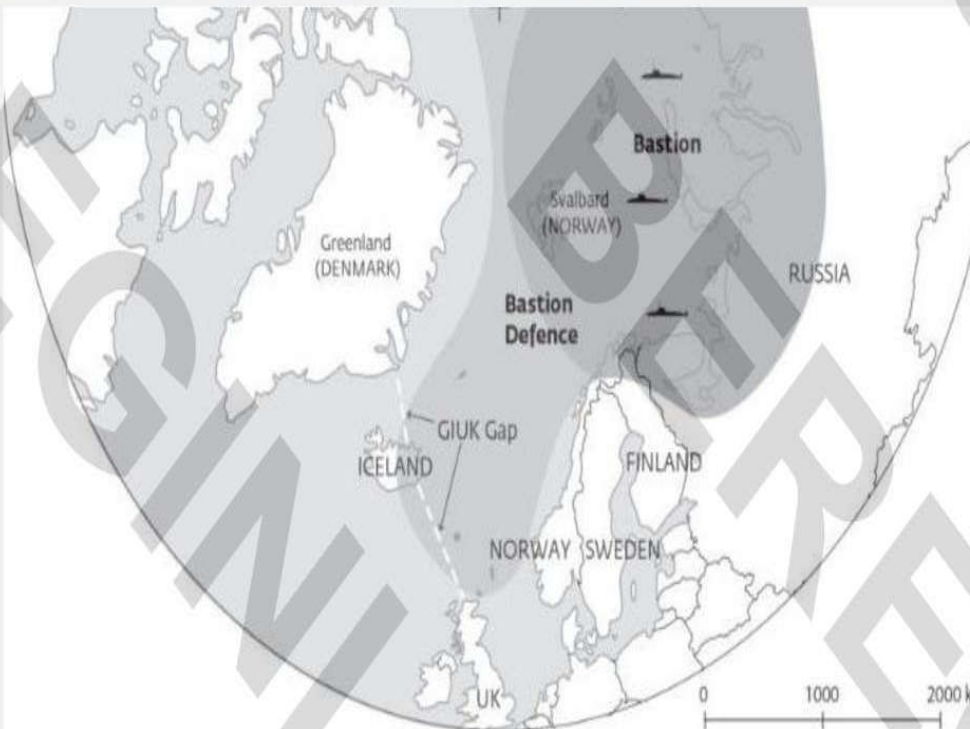 Bastion
Svalbard
(NORWAY)
Greenland
(DENMARK)
RUSSIA
Bastion
Defence
GIUK Gap
ICELAND
FINLAND
NORWAY
SWEDEN
UK
0
1000
2000 k